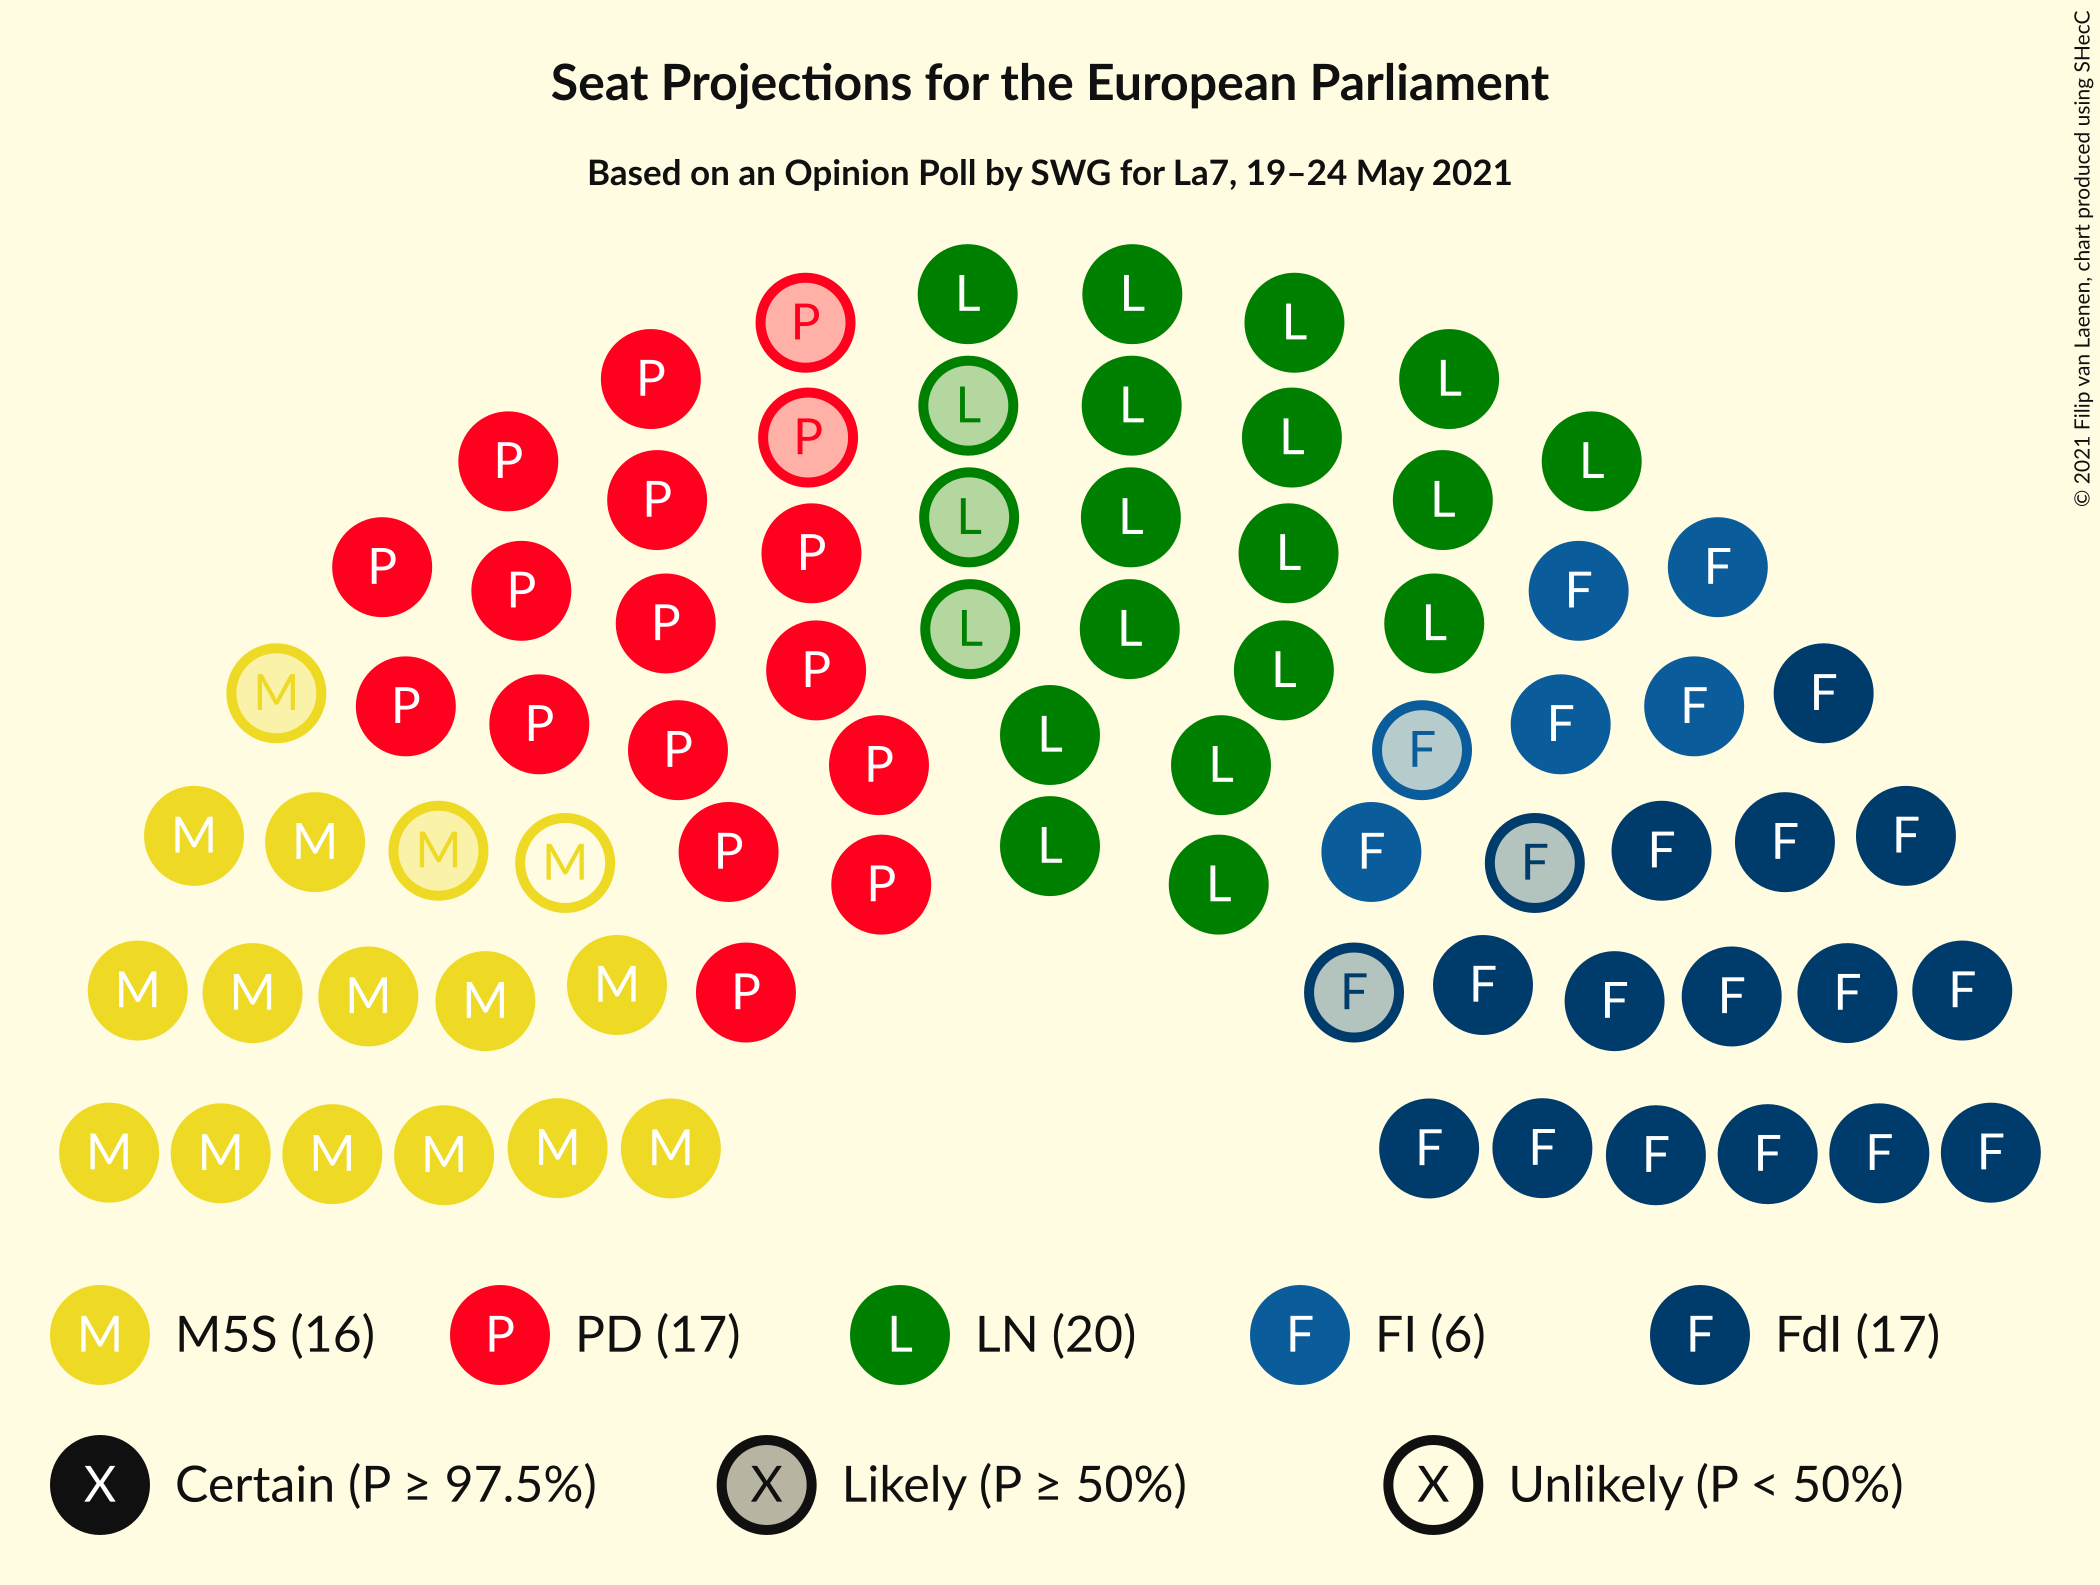 Seat Projections for the European Parliament
Based on an Opinion Poll by SWG for La7, 19–24 May 2021
© 2021 Filip van Laenen, chart produced using SHecC
L L
P L L
P L L L P
P L L
P P L L
P L L L P
P P L L
P F F
P L L L P
P L
M P P F F F
L
P F
P L L P
M M M M P P L L F F F F F
M M M M M P F F F F F F
M M M M M M F F F F F F
M M5S (16) P PD (17) L LN (20) F FI (6) F FdI (17)
X Certain (P ≥ 97.5%) X Likely (P ≥ 50%) X Unlikely (P < 50%)